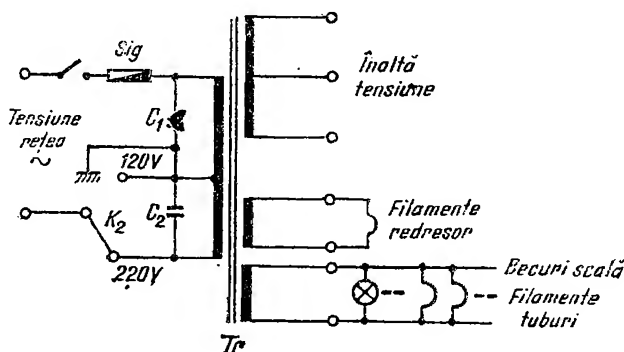 Sig
Înaltă
tensiune
C1
Tensiune
rețea
~
120V
K2
C2
220V
Filamente
redresor
Becuri scală
Filamente
tuburi
Tr